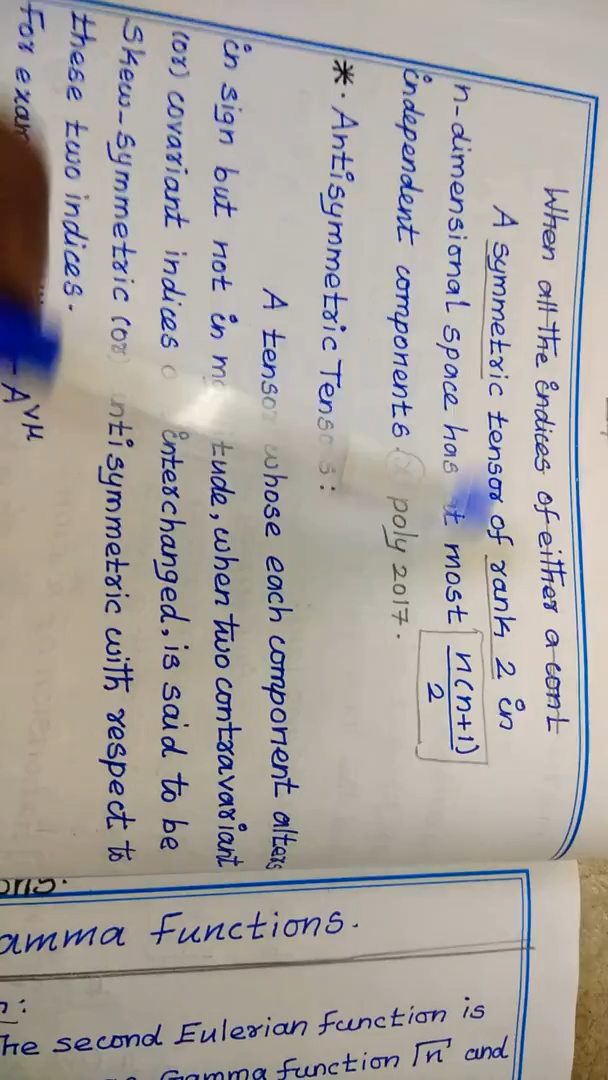 When all the indices of either a cont
A symmetric tensor of rank 2 in
n-dimensional space has at most n(n+1)/2
independent components poly 2017.
*. Antisymmetric Tensors:
A tensor whose each component alters
in sign but not in magnitude, when two contravariant
(or) covariant indices interchanged, is said to be
Skew-symmetric (or) antisymmetric with respect to
these two indices.
For exam
- A^νμ
ons.
amma functions.
n:
The second Eulerian function is
Gamma function Γn and